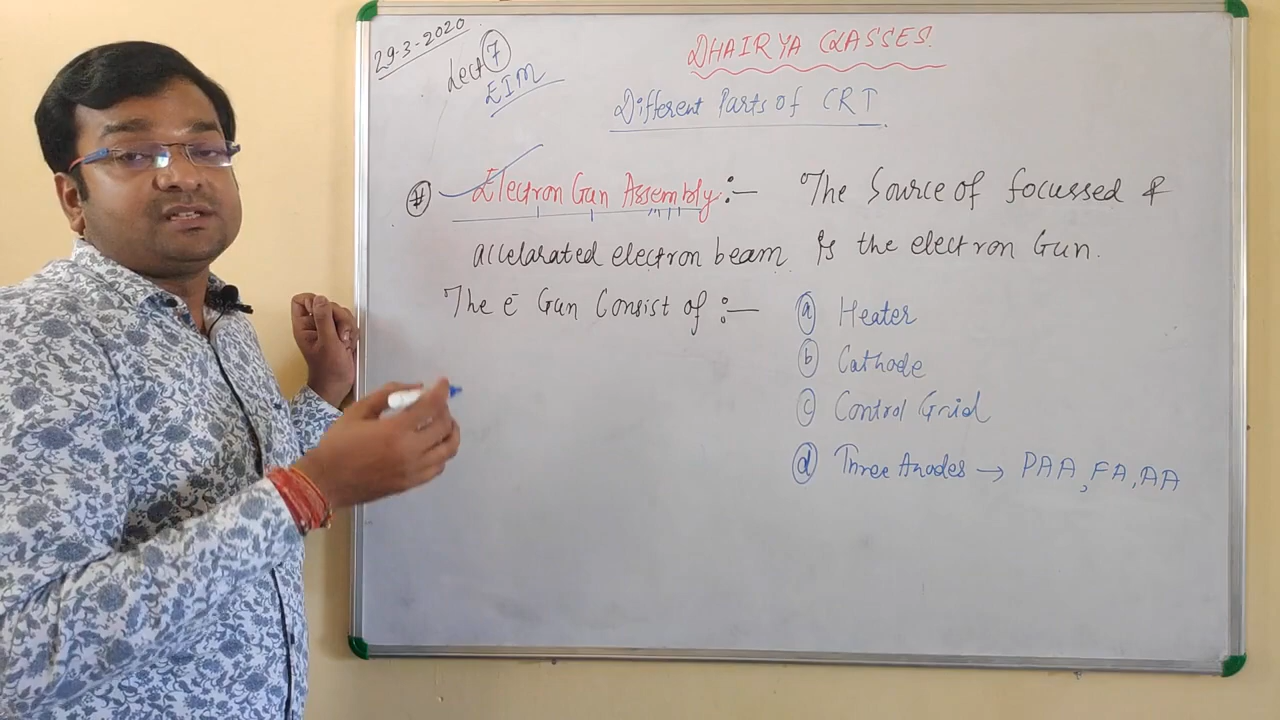 29-3-2020
Lect 7
EIM
DHAIRYA CLASSES.
Different Parts of CRT
# Electron Gun Assembly :— The Source of focussed &
accelarated electron beam is the electron Gun.
The e⁻ Gun Consist of :—
a Heater
b Cathode
c Control Grid
d Three Anodes → PAA, FA, AA